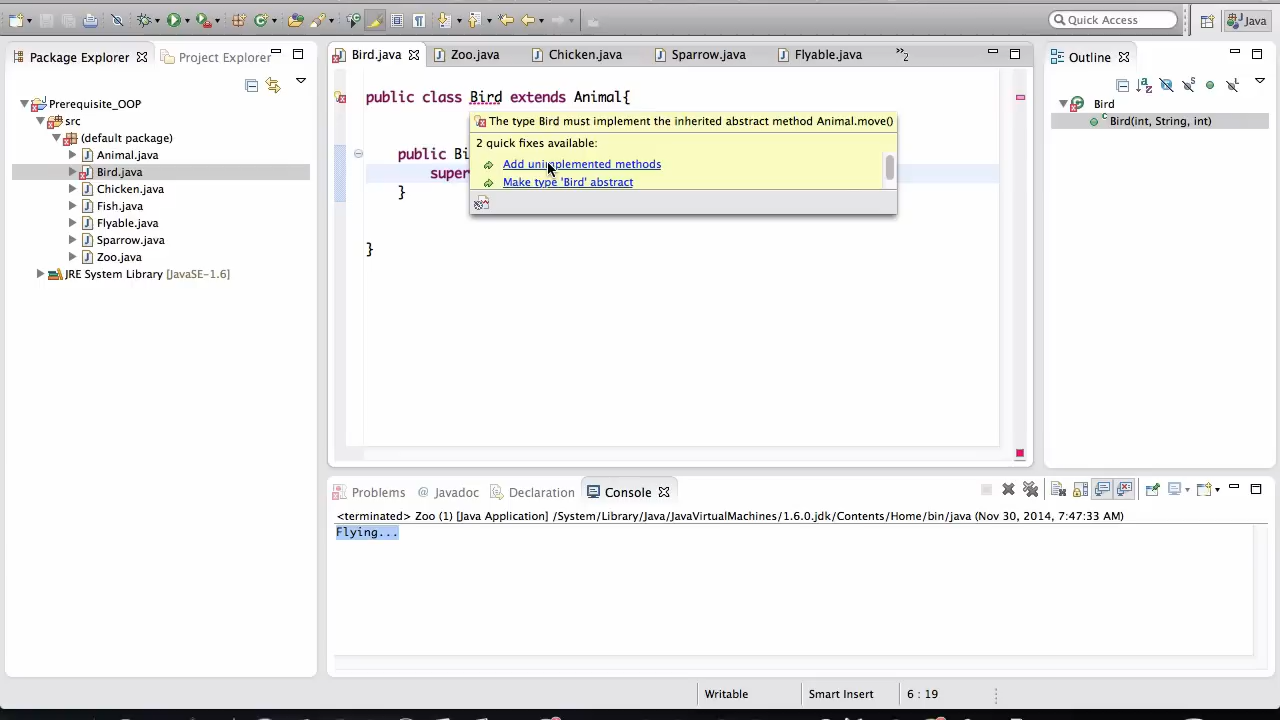 Quick Access
Java
Package Explorer
Project Explorer
Bird.java
Zoo.java
Chicken.java
Sparrow.java
Flyable.java
»2
Outline
Prerequisite_OOP
src
(default package)
Animal.java
Bird.java
Chicken.java
Fish.java
Flyable.java
Sparrow.java
Zoo.java
JRE System Library [JavaSE-1.6]
public class Bird extends Animal{
The type Bird must implement the inherited abstract method Animal.move()
2 quick fixes available:
Add unimplemented methods
Make type 'Bird' abstract
public Bi
super
}
}
Bird
Bird(int, String, int)
Problems
Javadoc
Declaration
Console
<terminated> Zoo (1) [Java Application] /System/Library/Java/JavaVirtualMachines/1.6.0.jdk/Contents/Home/bin/java (Nov 30, 2014, 7:47:33 AM)
Flying...
Writable
Smart Insert
6 : 19